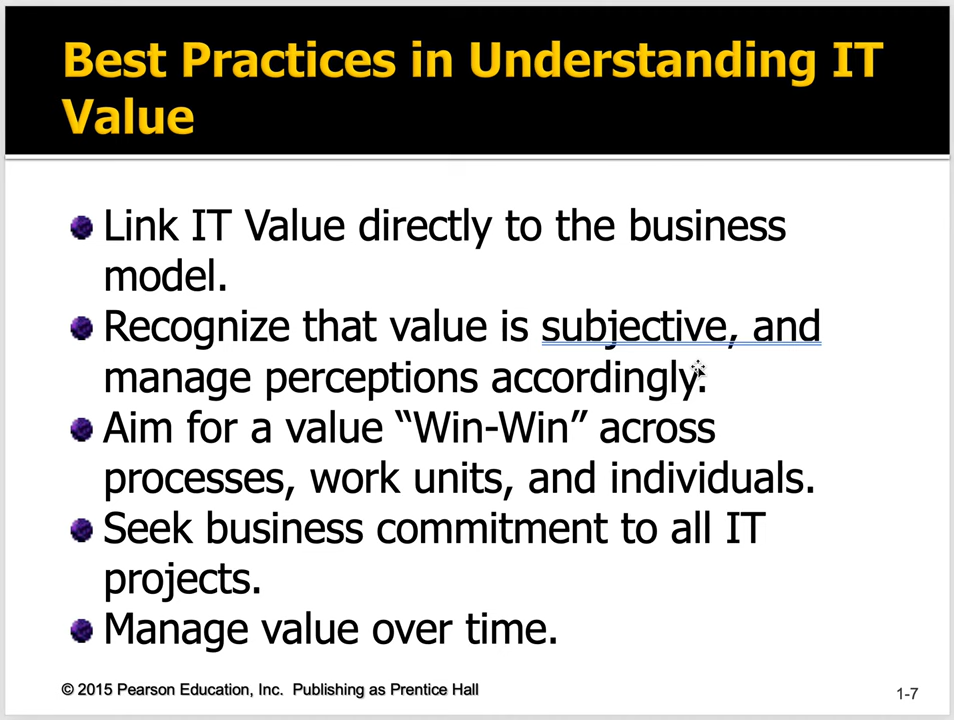 Best Practices in Understanding IT
Value
Link IT Value directly to the business
model.
Recognize that value is subjective, and
manage perceptions accordingly.
Aim for a value “Win-Win” across
processes, work units, and individuals.
Seek business commitment to all IT
projects.
Manage value over time.
© 2015 Pearson Education, Inc. Publishing as Prentice Hall
1-7